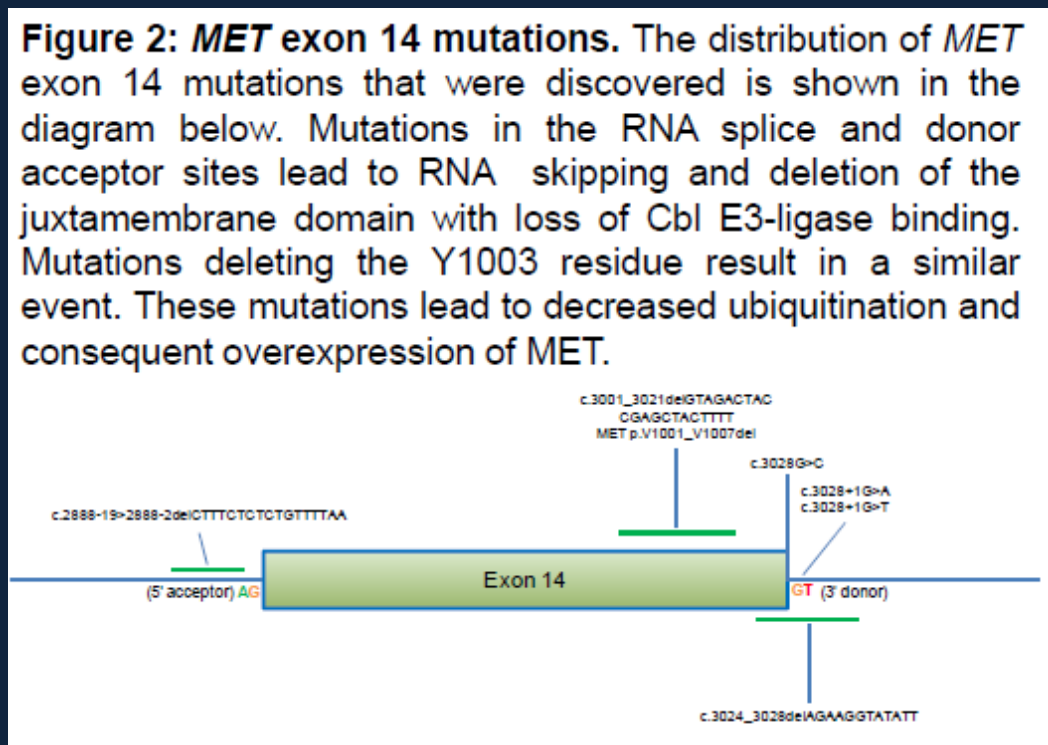 Figure 2: MET exon 14 mutations. The distribution of MET
exon 14 mutations that were discovered is shown in the
diagram below. Mutations in the RNA splice and donor
acceptor sites lead to RNA skipping and deletion of the
juxtamembrane domain with loss of Cbl E3-ligase binding.
Mutations deleting the Y1003 residue result in a similar
event. These mutations lead to decreased ubiquitination and
consequent overexpression of MET.
c.3001_3021delGTAGACTAC
CGAGCTACTTTT
MET p.V1001_V1007del
c.3028G>C
c.3028+1G>A
c.3028+1G>T
c.2888-19>2888-2delCTTTCTCTCTGTTTTAA
Exon 14
(5' acceptor) AG
GT (3' donor)
c.3024_3028delAGAAGGTATATT